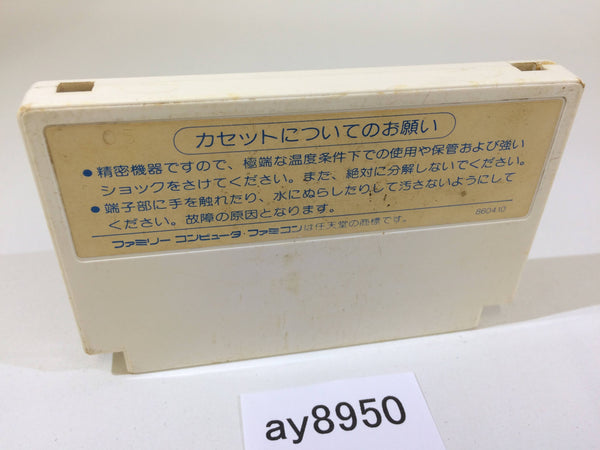 カセットについてのお願い
●精密機器ですので、極端な温度条件下での使用や保管および強い
ショックをさけてください。また、絶対に分解しないでください。
●端子部に手を触れたり、水にぬらしたりして汚さないようにして
ください。故障の原因となります。
860410
ファミリー コンピュータ・ファミコンは任天堂の商標です。
ay8950